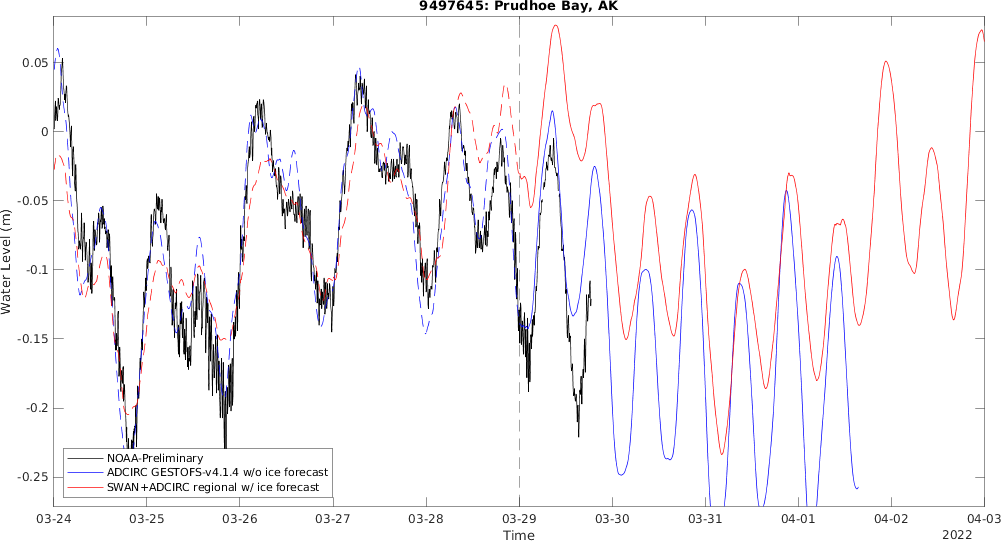 9497645: Prudhoe Bay, AK
Water Level (m)
0.05
0
-0.05
-0.1
-0.15
-0.2
-0.25
NOAA-Preliminary
ADCIRC GESTOFS-v4.1.4 w/o ice forecast
SWAN+ADCIRC regional w/ ice forecast
03-24 03-25 03-26 03-27 03-28 03-29 03-30 03-31 04-01 04-02 04-03
Time
2022